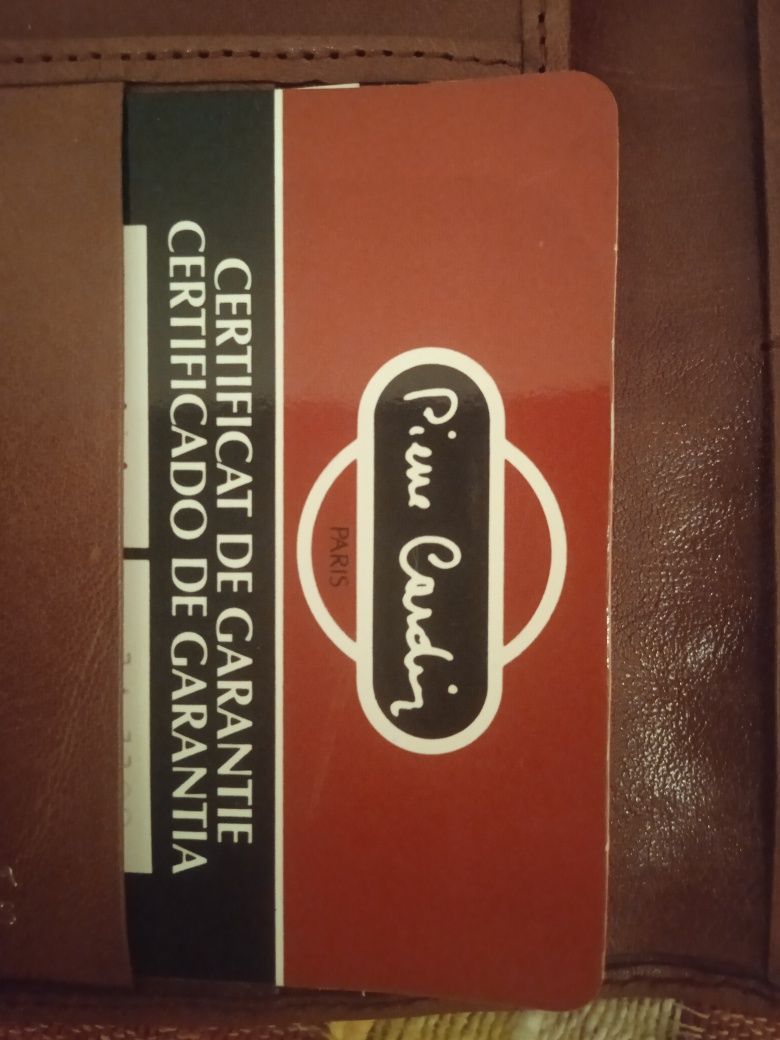 Pierre Cardin
PARIS
CERTIFICAT DE GARANTIE
CERTIFICADO DE GARANTIA